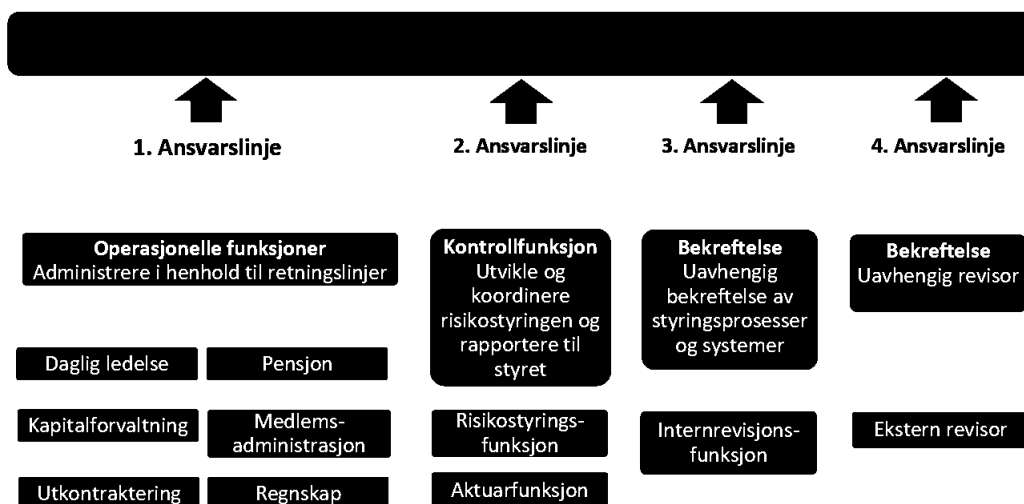 1. Ansvarslinje
2. Ansvarslinje
3. Ansvarslinje
4. Ansvarslinje
Operasjonelle funksjoner
Administrere i henhold til retningslinjer
Daglig ledelse
Pensjon
Kapitalforvaltning
Medlems-
administrasjon
Utkontraktering
Regnskap
Kontrollfunksjon
Utvikle og
koordinere
risikostyringen og
rapportere til
styret
Risikostyrings-
funksjon
Aktuarfunksjon
Bekreftelse
Uavhengig
bekreftelse av
styringsprosesser
og systemer
Internrevisjons-
funksjon
Bekreftelse
Uavhengig revisor
Ekstern revisor